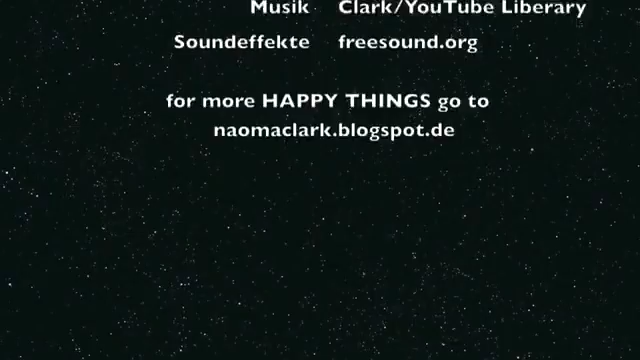 Musik Clark/YouTube Liberary
Soundeffekte freesound.org
for more HAPPY THINGS go to
naomaclark.blogspot.de